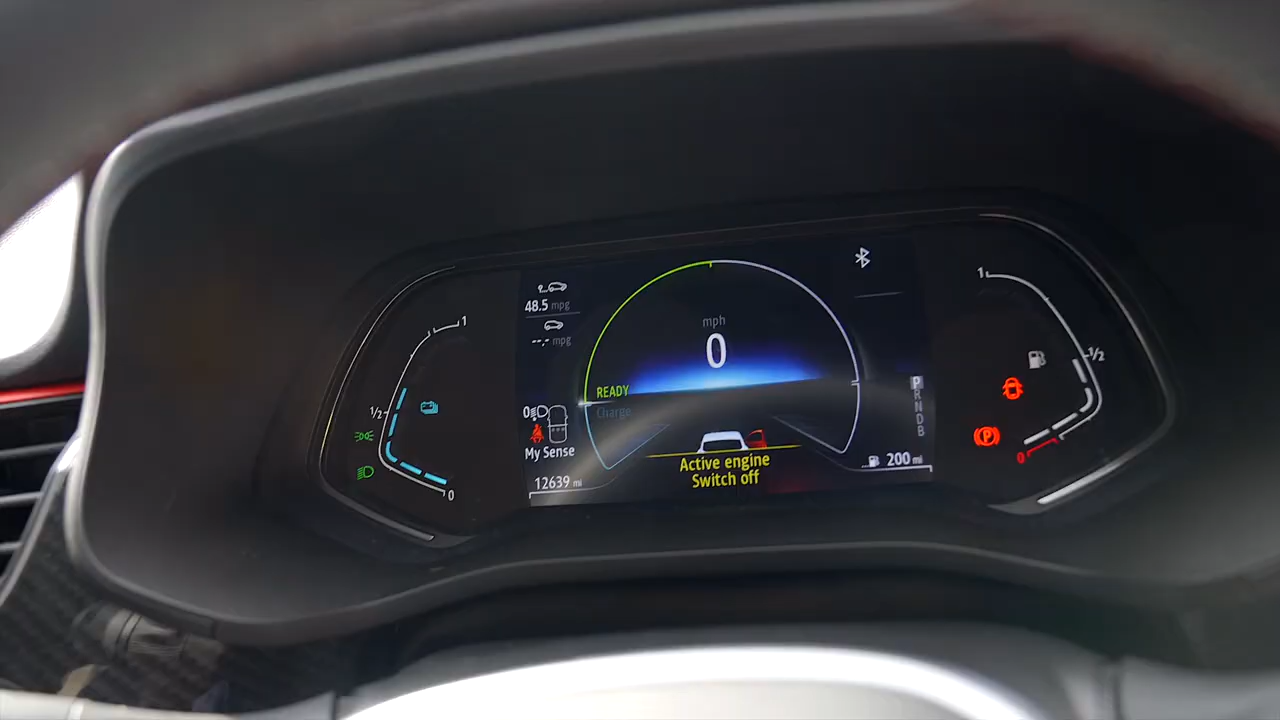 1
1/2
0
48.5 mpg
--.- mpg
0
My Sense
12639 mi
mph
0
READY
Charge
Active engine
Switch off
P
R
N
D
B
200 mi
1
1/2
P
0